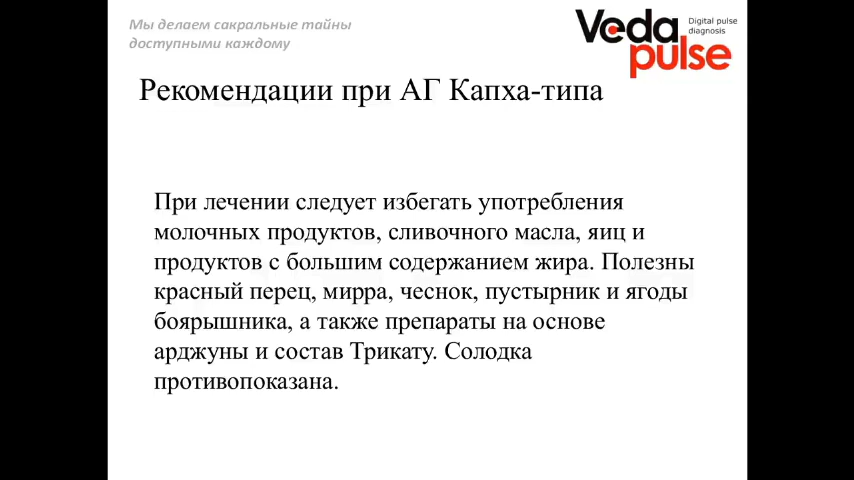 Мы делаем сакральные тайны
доступными каждому
Veda
pulse
Digital pulse
diagnosis
Рекомендации при АГ Капха-типа
При лечении следует избегать употребления
молочных продуктов, сливочного масла, яиц и
продуктов с большим содержанием жира. Полезны
красный перец, мирра, чеснок, пустырник и ягоды
боярышника, а также препараты на основе
арджуны и состав Трикату. Солодка
противопоказана.